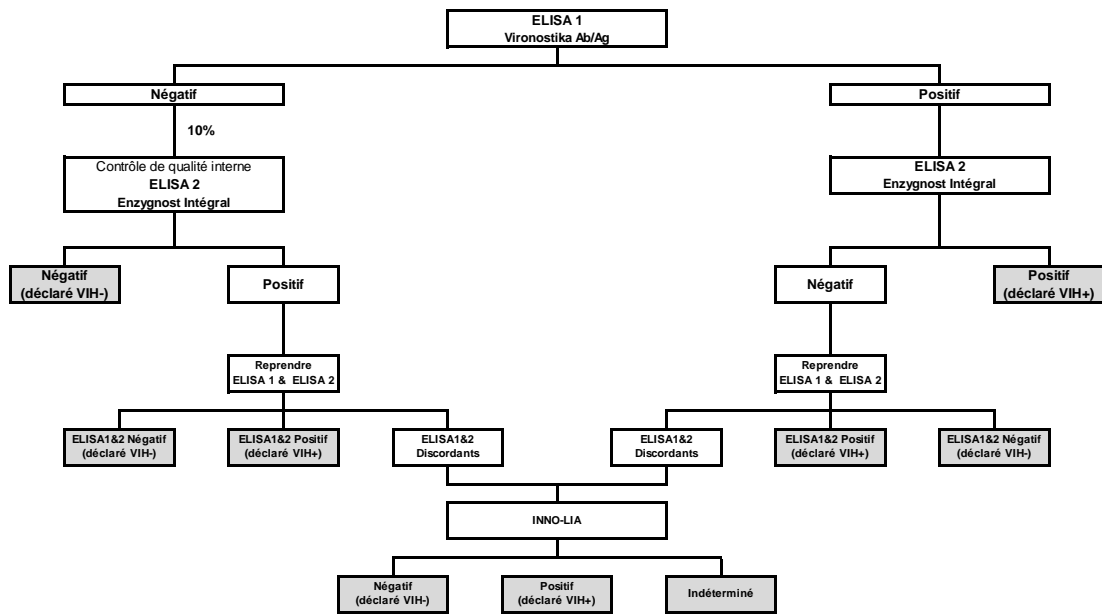 ELISA 1
Vironostika Ab/Ag
Négatif
Positif
10%
Contrôle de qualité interne
ELISA 2
Enzygnost Intégral
ELISA 2
Enzygnost Intégral
Négatif
(déclaré VIH-)
Positif
Négatif
Positif
(déclaré VIH+)
Reprendre
ELISA 1 & ELISA 2
Reprendre
ELISA 1 & ELISA 2
ELISA1&2 Négatif
(déclaré VIH-)
ELISA1&2 Positif
(déclaré VIH+)
ELISA1&2
Discordants
ELISA1&2
Discordants
ELISA1&2 Positif
(déclaré VIH+)
ELISA1&2 Négatif
(déclaré VIH-)
INNO-LIA
Négatif
(déclaré VIH-)
Positif
(déclaré VIH+)
Indéterminé